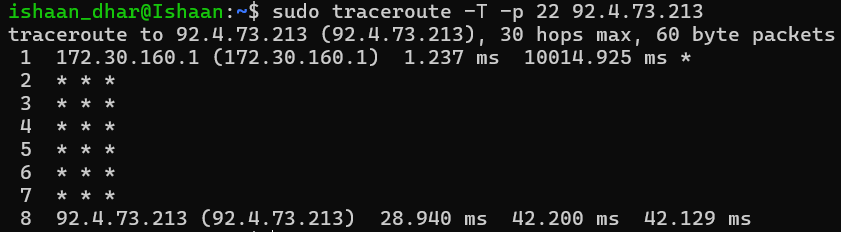 ishaan_dhar@Ishaan:~$ sudo traceroute -T -p 22 92.4.73.213
traceroute to 92.4.73.213 (92.4.73.213), 30 hops max, 60 byte packets
 1  172.30.160.1 (172.30.160.1)  1.237 ms  10014.925 ms *
 2  * * *
 3  * * *
 4  * * *
 5  * * *
 6  * * *
 7  * * *
 8  92.4.73.213 (92.4.73.213)  28.940 ms  42.200 ms  42.129 ms